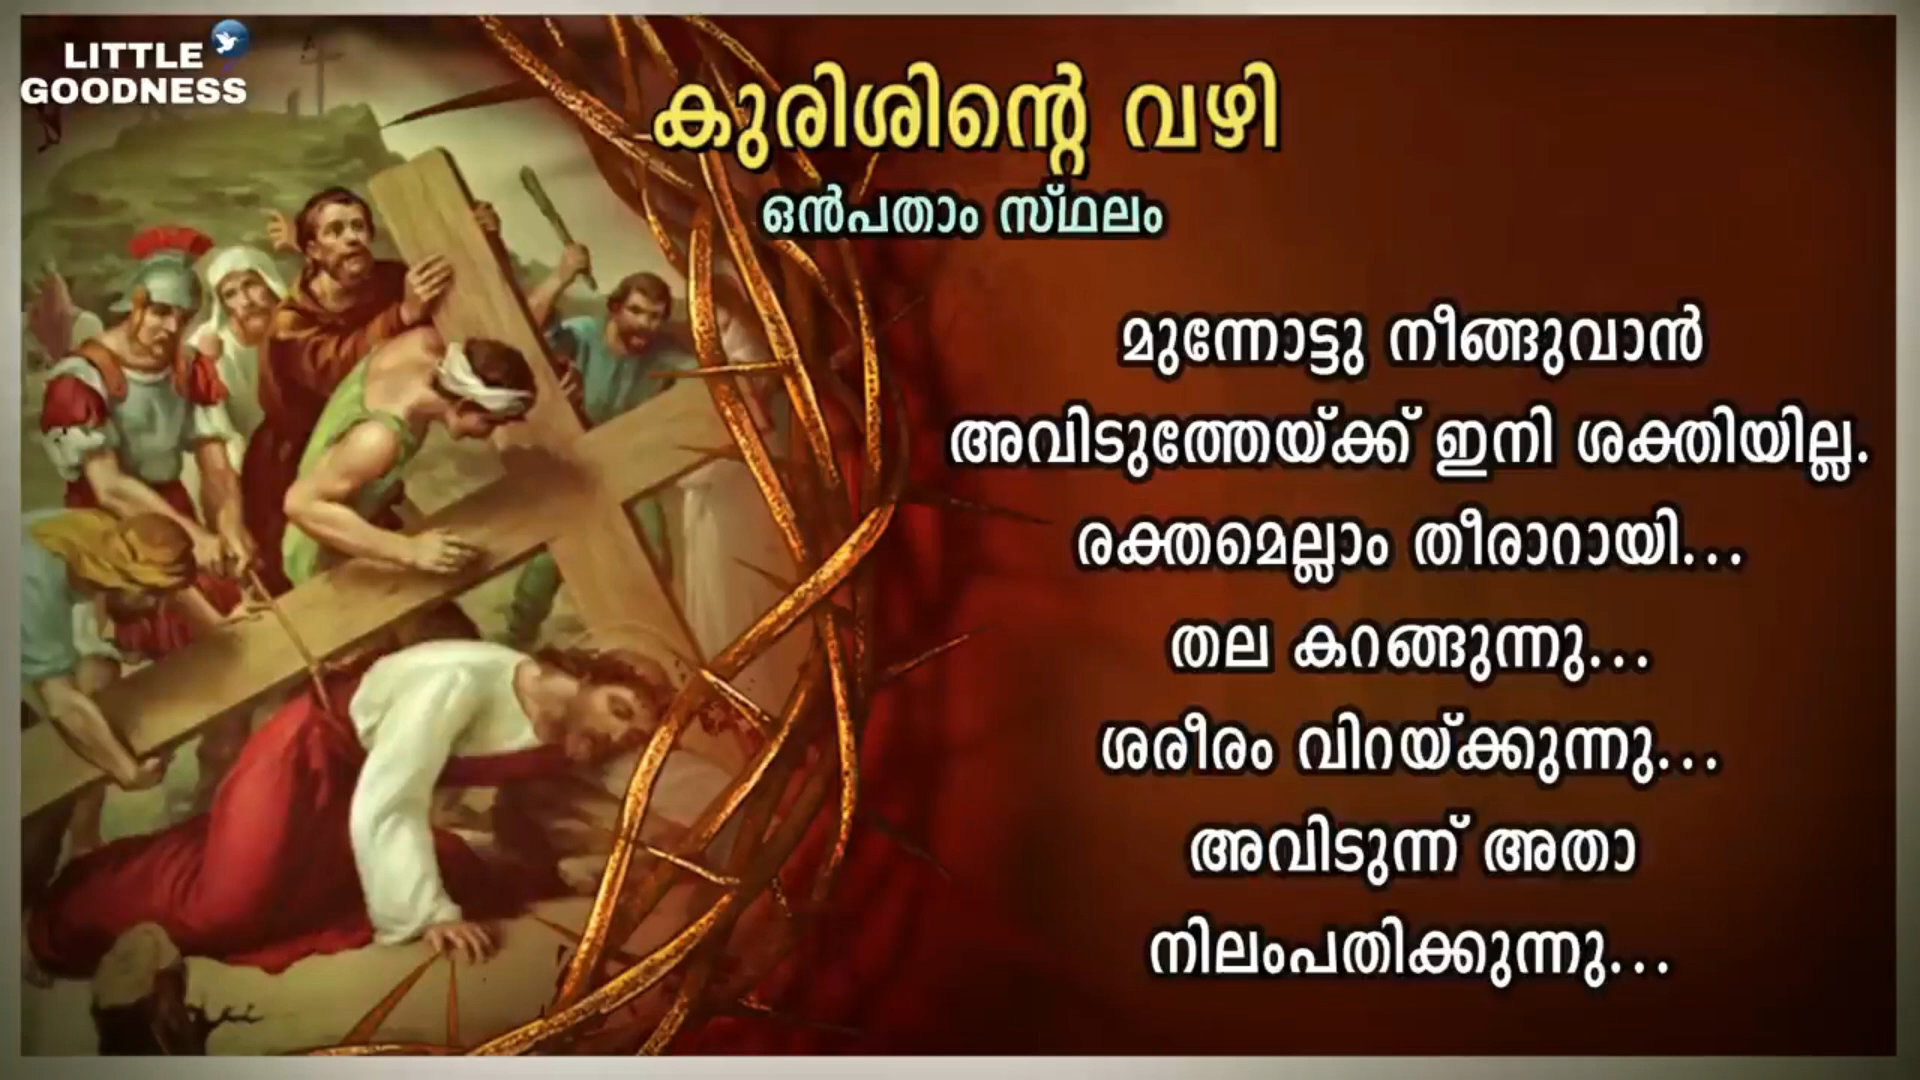 LITTLE
GOODNESS
കുരിശിന്റെ വഴി
ഒൻപതാം സ്ഥലം
മുന്നോട്ടു നീങ്ങുവാൻ
അവിടുത്തേയ്ക്ക് ഇനി ശക്തിയില്ല.
രക്തമെല്ലാം തീരാറായി...
തല കറങ്ങുന്നു...
ശരീരം വിറയ്ക്കുന്നു...
അവിടുന്ന് അതാ
നിലംപതിക്കുന്നു...